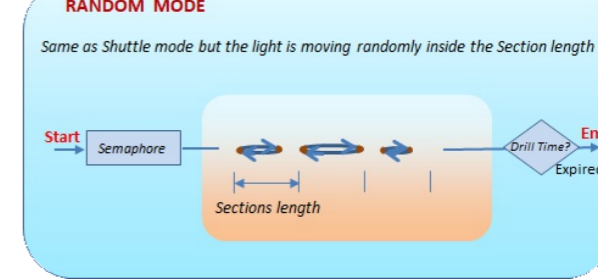 RANDOM MODE
Same as Shuttle mode but the light is moving randomly inside the Section length
Start
Semaphore
Drill Time?
Sections length